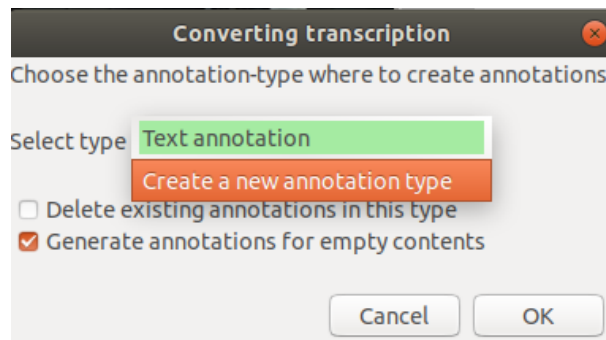 Converting transcription
Choose the annotation-type where to create annotations
Select type Text annotation
Create a new annotation type
Delete existing annotations in this type
Generate annotations for empty contents
Cancel OK